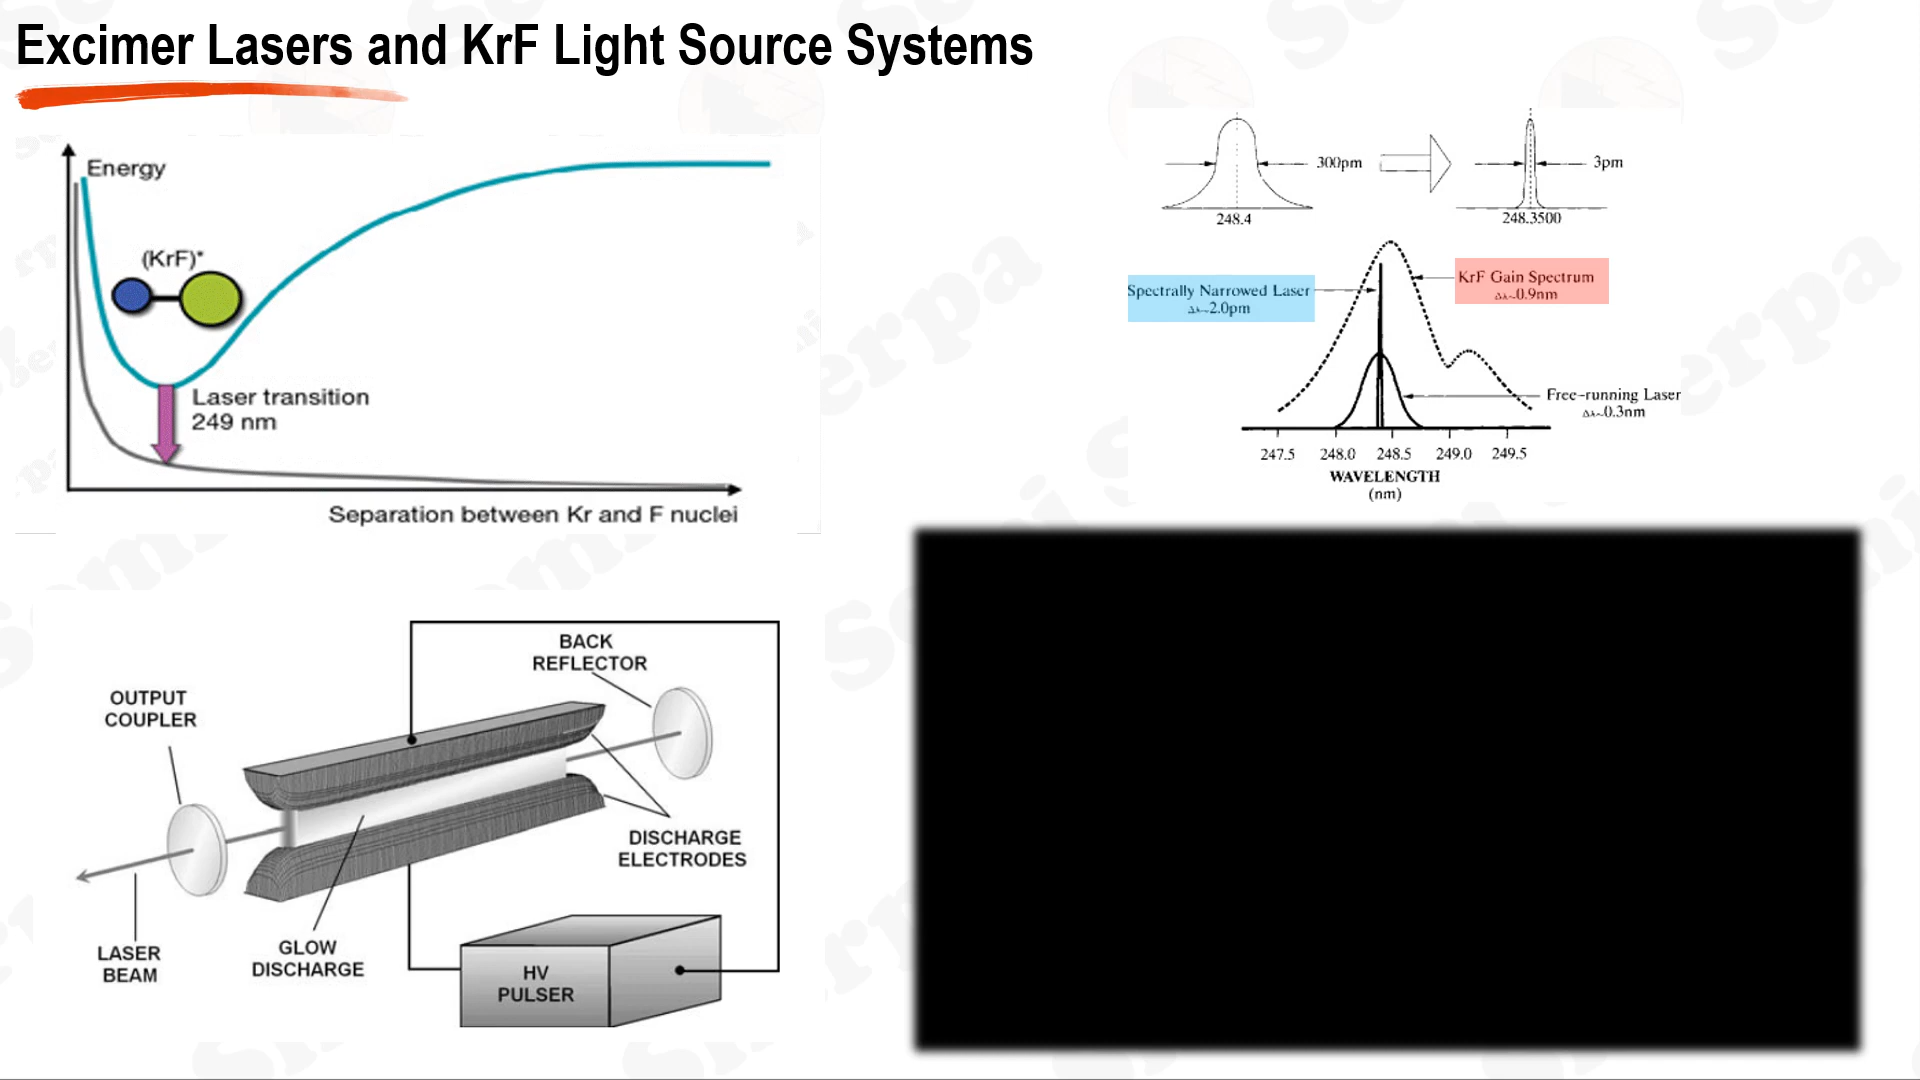 Excimer Lasers and KrF Light Source Systems
Energy
(KrF)*
Laser transition
249 nm
Separation between Kr and F nuclei
300pm
3pm
248.4
248.3500
Spectrally Narrowed Laser
Δλ~2.0pm
KrF Gain Spectrum
Δλ~0.9nm
Free-running Laser
Δλ~0.3nm
247.5 248.0 248.5 249.0 249.5
WAVELENGTH
(nm)
BACK
REFLECTOR
OUTPUT
COUPLER
DISCHARGE
ELECTRODES
LASER
BEAM
GLOW
DISCHARGE
HV
PULSER